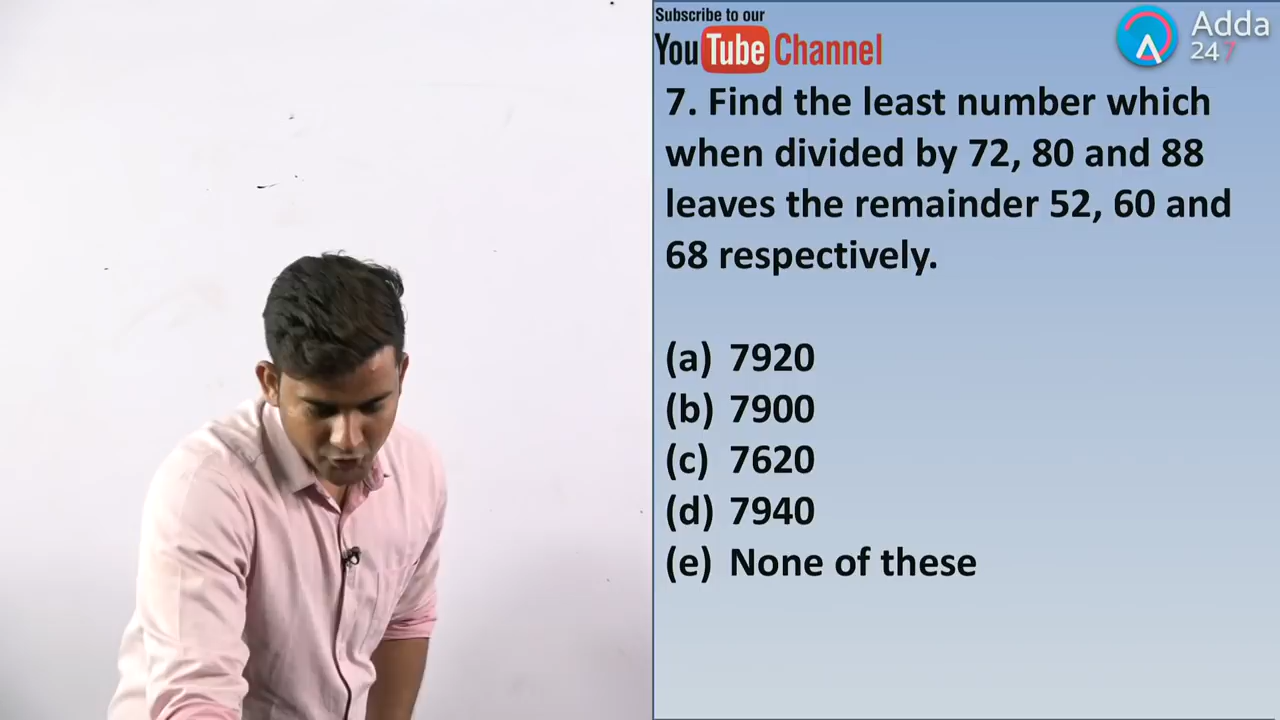 Subscribe to our
YouTube Channel
Adda
247
7. Find the least number which
when divided by 72, 80 and 88
leaves the remainder 52, 60 and
68 respectively.
(a) 7920
(b) 7900
(c) 7620
(d) 7940
(e) None of these